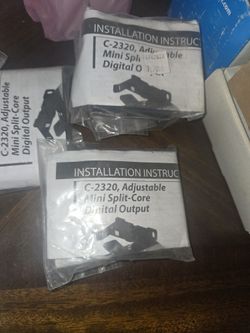 INSTALLATION INSTRUC
C-2320, Adjustable
Mini Split-Core
Digital O
C-2320, Adjustable
Mini Split-Core
Digital Output
INSTALLATION INSTRUC
C-2320, Adjustable
Mini Split-Core
Digital Output